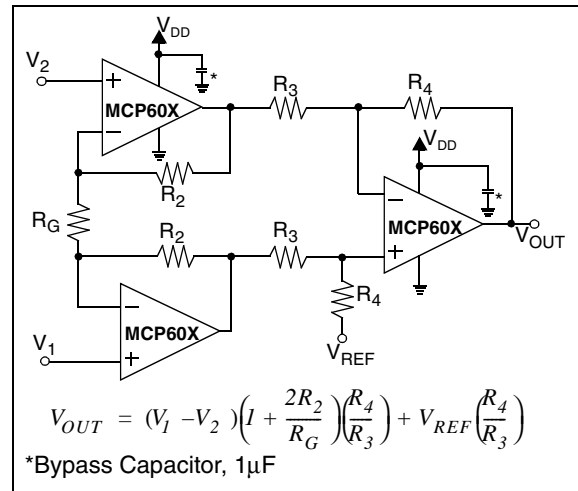 V_DD
V_2
*
+
MCP60X
−
R_3
R_4
V_DD
R_2
*
R_G
−
MCP60X
V_OUT
+
R_2
R_3
R_4
−
MCP60X
+
V_1
V_REF
V_OUT = (V_1 – V_2)(1 + 2R_2/R_G)(R_4/R_3) + V_REF(R_4/R_3)
*Bypass Capacitor, 1µF